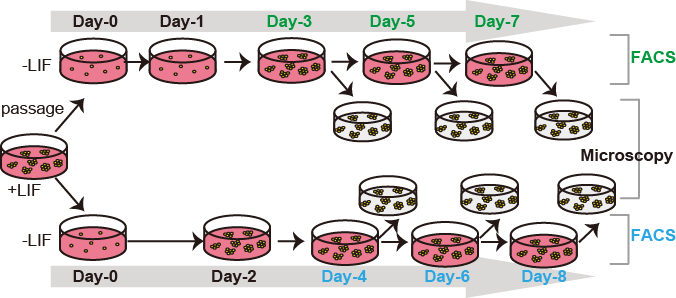 Day-0 Day-1 Day-3 Day-5 Day-7
-LIF
FACS
passage
Microscopy
+LIF
-LIF
FACS
Day-0 Day-2 Day-4 Day-6 Day-8